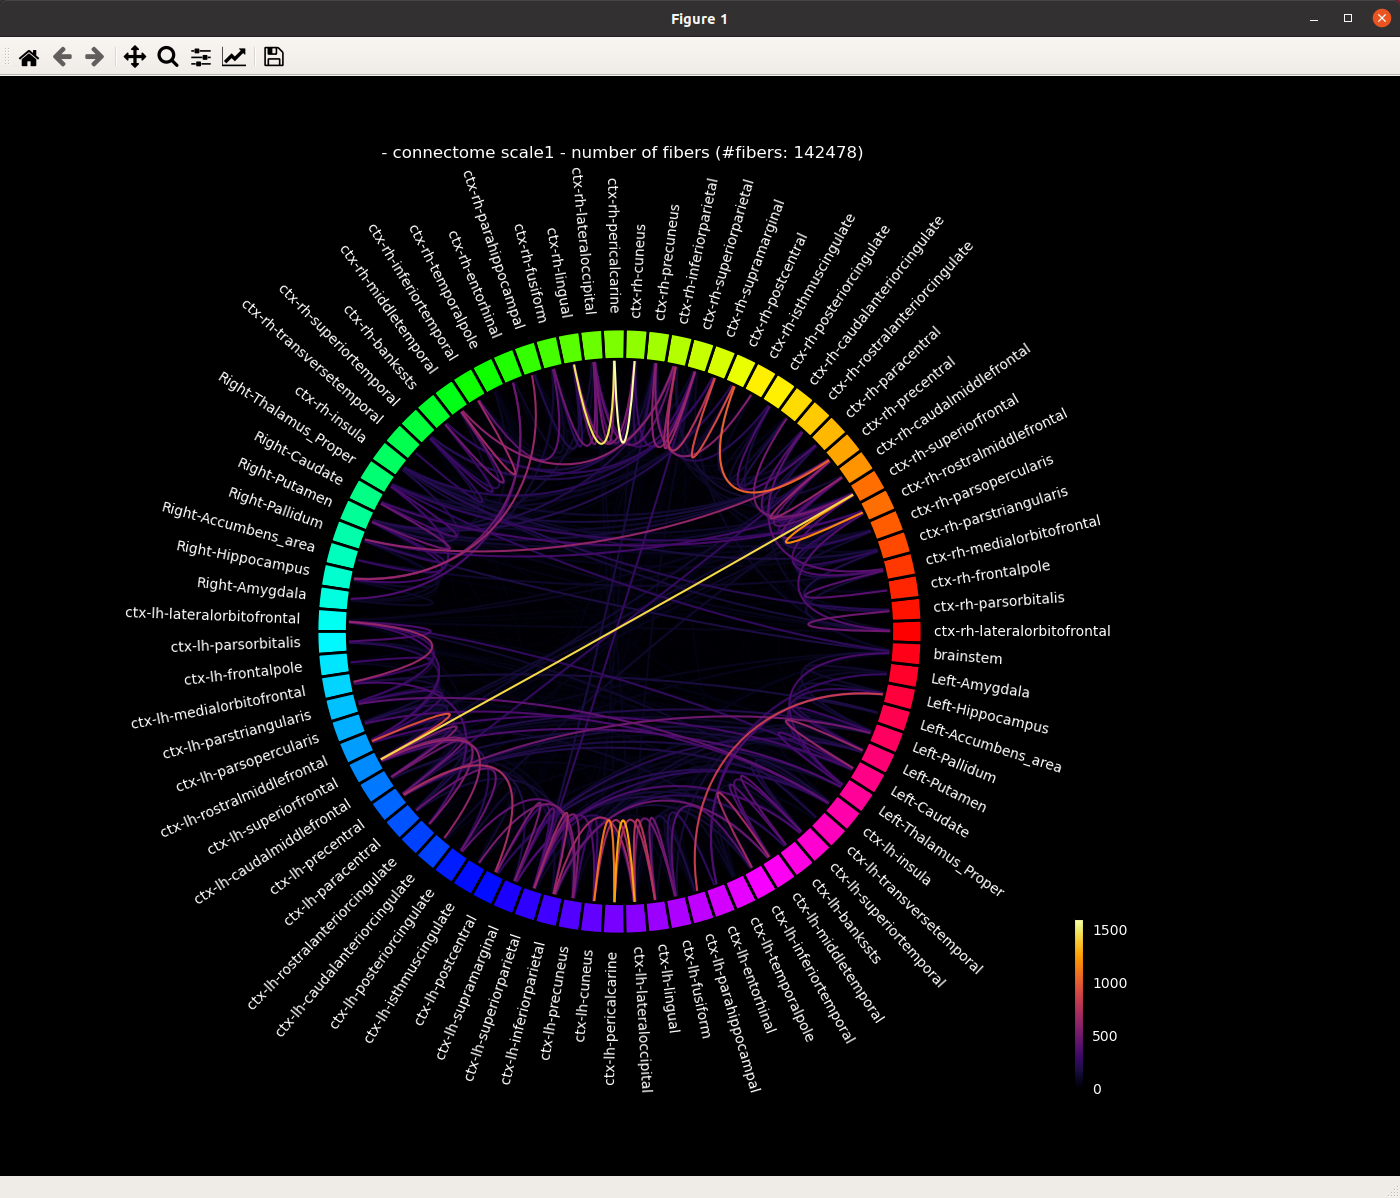 Figure 1
- connectome scale1 - number of fibers (#fibers: 142478)
ctx-rh-pericalcarine
ctx-rh-cuneus
ctx-rh-precuneus
ctx-rh-inferiorparietal
ctx-rh-superiorparietal
ctx-rh-supramarginal
ctx-rh-postcentral
ctx-rh-isthmuscingulate
ctx-rh-posteriorcingulate
ctx-rh-caudalanteriorcingulate
ctx-rh-rostralanteriorcingulate
ctx-rh-paracentral
ctx-rh-precentral
ctx-rh-caudalmiddlefrontal
ctx-rh-superiorfrontal
ctx-rh-rostralmiddlefrontal
ctx-rh-parsopercularis
ctx-rh-parstriangularis
ctx-rh-medialorbitofrontal
ctx-rh-frontalpole
ctx-rh-parsorbitalis
ctx-rh-lateralorbitofrontal
brainstem
Left-Amygdala
Left-Hippocampus
Left-Accumbens_area
Left-Pallidum
Left-Putamen
Left-Caudate
Left-Thalamus_Proper
ctx-lh-insula
ctx-lh-transversetemporal
ctx-lh-superiortemporal
ctx-lh-bankssts
ctx-lh-middletemporal
ctx-lh-inferiortemporal
ctx-lh-temporalpole
ctx-lh-entorhinal
ctx-lh-parahippocampal
ctx-lh-fusiform
ctx-lh-lingual
ctx-lh-lateraloccipital
ctx-lh-pericalcarine
ctx-lh-cuneus
ctx-lh-precuneus
ctx-lh-inferiorparietal
ctx-lh-superiorparietal
ctx-lh-supramarginal
ctx-lh-postcentral
ctx-lh-isthmuscingulate
ctx-lh-posteriorcingulate
ctx-lh-caudalanteriorcingulate
ctx-lh-rostralanteriorcingulate
ctx-lh-paracentral
ctx-lh-precentral
ctx-lh-caudalmiddlefrontal
ctx-lh-superiorfrontal
ctx-lh-rostralmiddlefrontal
ctx-lh-parsopercularis
ctx-lh-parstriangularis
ctx-lh-medialorbitofrontal
ctx-lh-frontalpole
ctx-lh-parsorbitalis
ctx-lh-lateralorbitofrontal
Right-Amygdala
Right-Hippocampus
Right-Accumbens_area
Right-Pallidum
Right-Putamen
Right-Caudate
Right-Thalamus_Proper
ctx-rh-insula
ctx-rh-transversetemporal
ctx-rh-superiortemporal
ctx-rh-bankssts
ctx-rh-middletemporal
ctx-rh-inferiortemporal
ctx-rh-temporalpole
ctx-rh-entorhinal
ctx-rh-parahippocampal
ctx-rh-fusiform
ctx-rh-lingual
ctx-rh-lateraloccipital
1500
1000
500
0